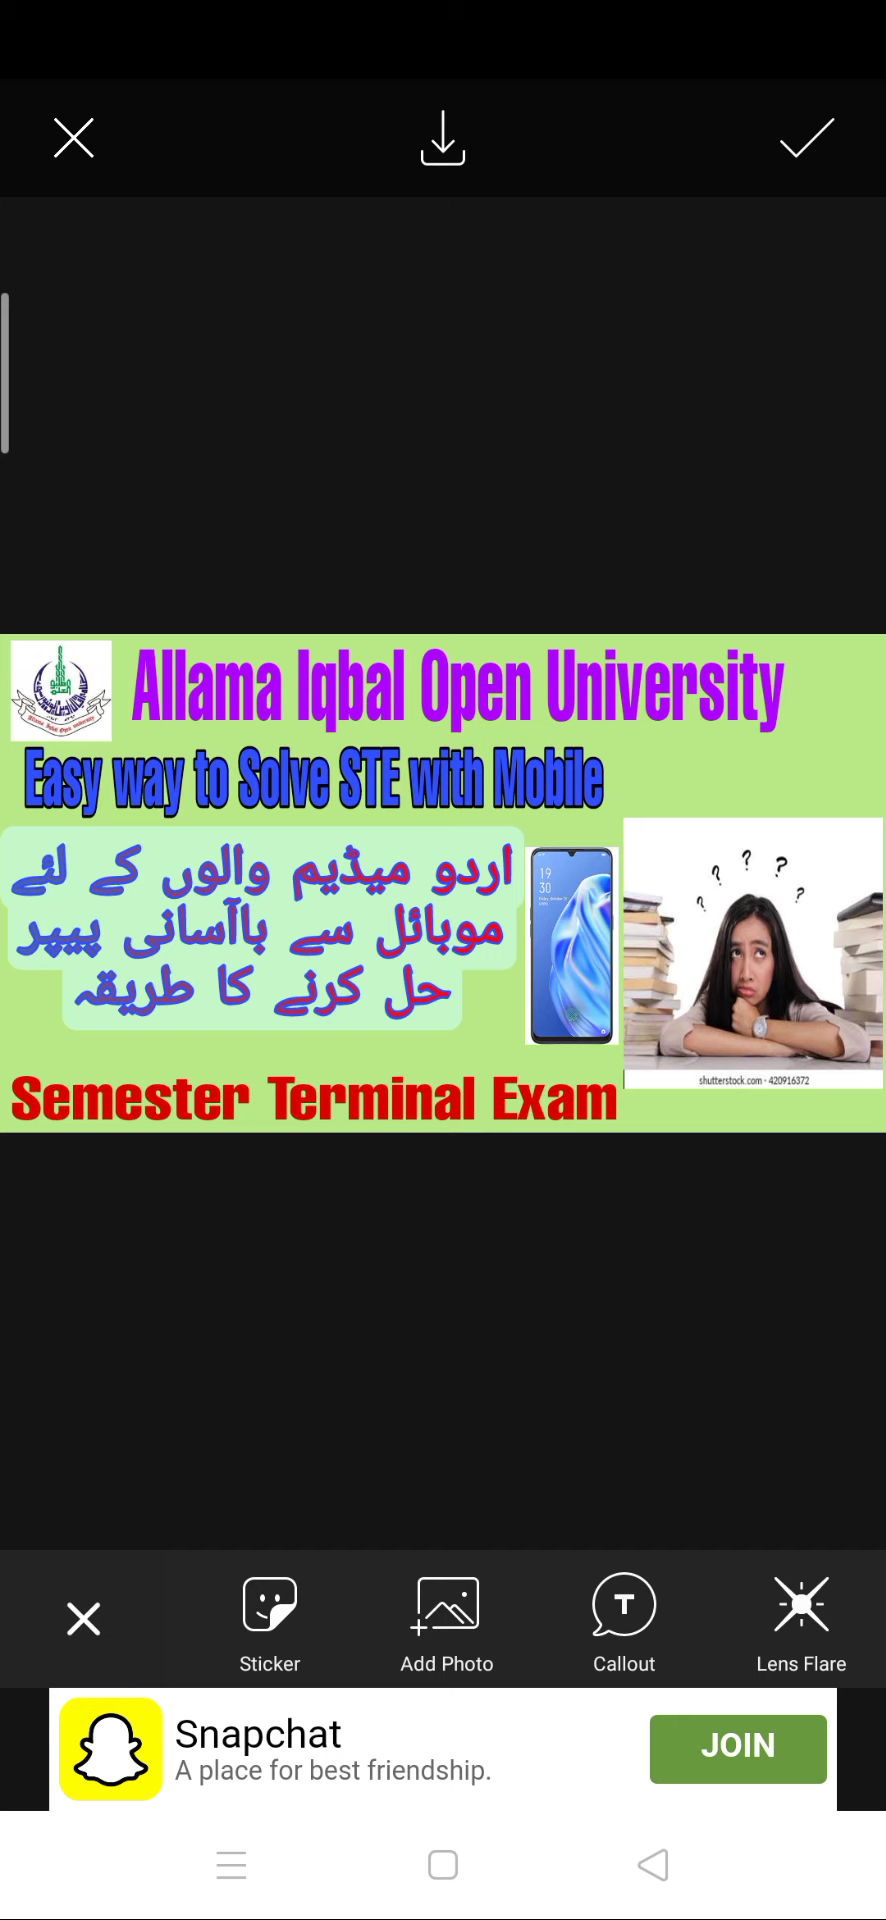 Allama Iqbal Open University
Easy way to Solve STE with Mobile
اردو میڈیم والوں کے لئے
موبائل سے باآسانی پیپر
حل کرنے کا طریقہ
19
30
shutterstock.com · 420916372
Semester Terminal Exam
Sticker
Add Photo
T
Callout
Lens Flare
Snapchat
A place for best friendship.
JOIN